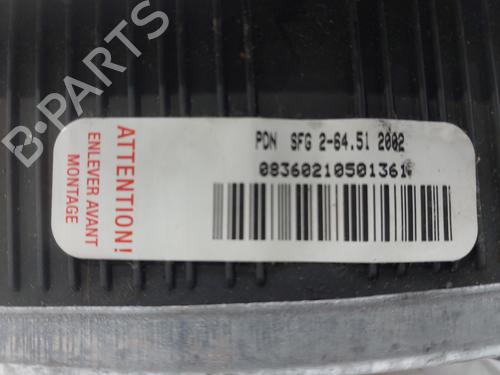 B-PARTS
ATTENTION!
ENLEVER AVANT
MONTAGE
PDN SFG 2-64.51 2002
08360210501361